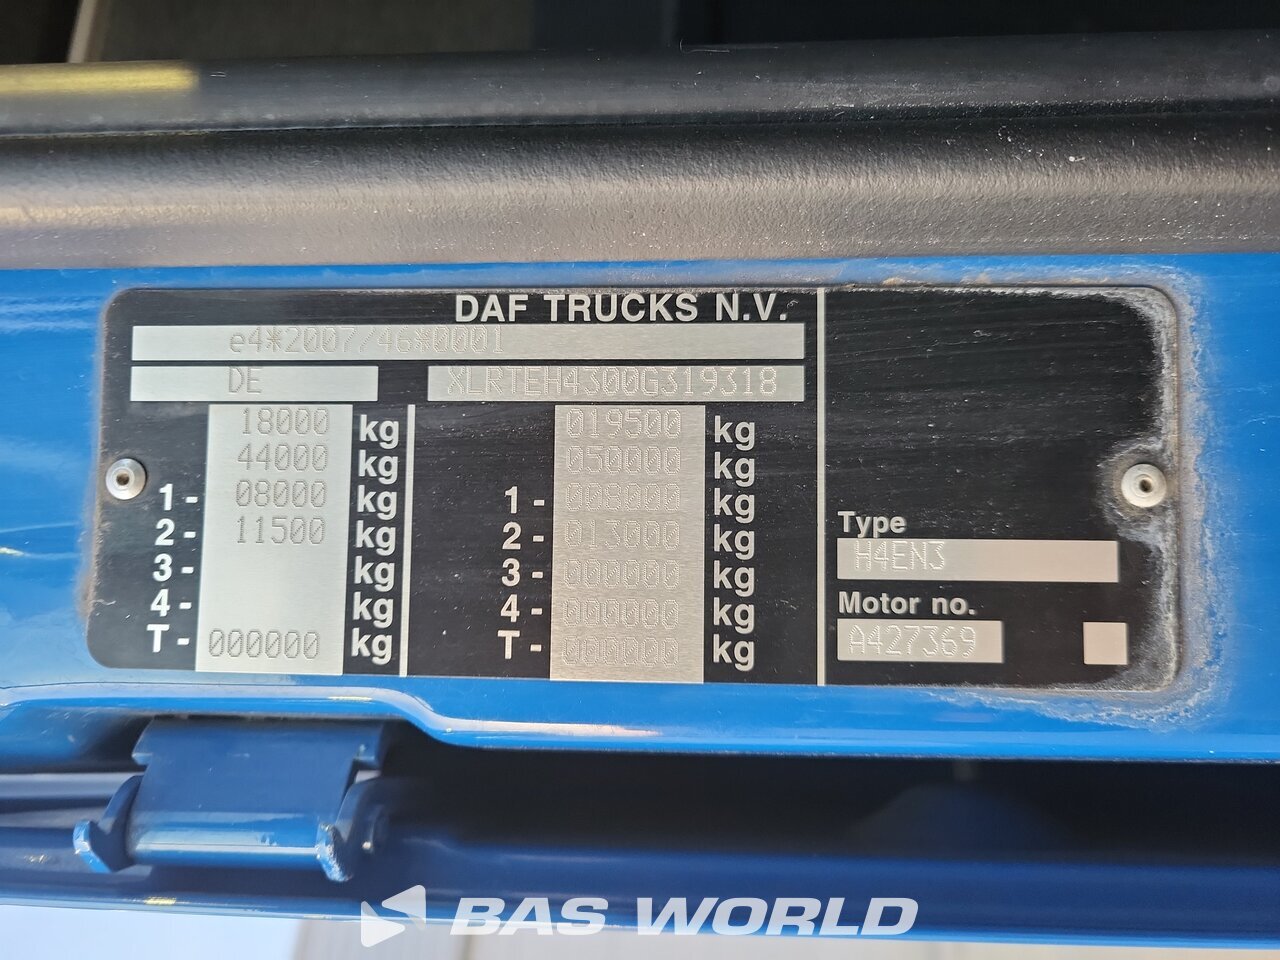 DAF TRUCKS N.V.
e4*2007/46*0001
DE XLRTEH4300G319318
18000 kg 019500 kg
44000 kg 050000 kg
1- 08000 kg 1- 008000 kg
2- 11500 kg 2- 013000 kg
3- kg 3- 000000 kg
4- kg 4- 000000 kg
T- 000000 kg T- 000000 kg
Type
H4EN3
Motor no.
A427369
BAS WORLD